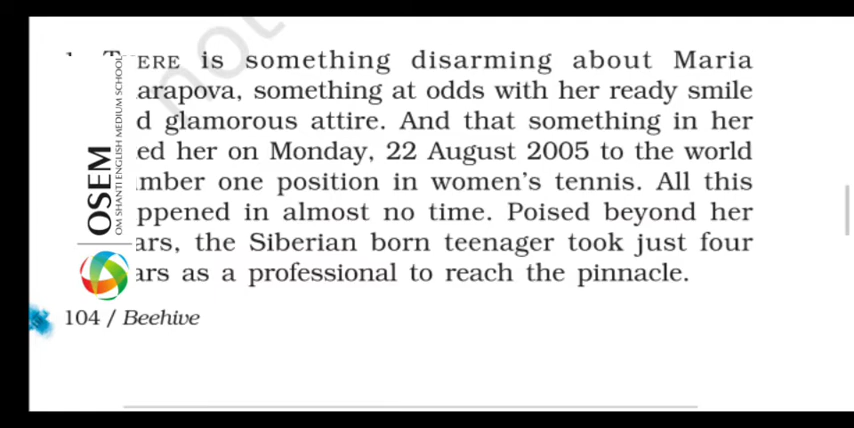 ERE is something disarming about Maria
arapova, something at odds with her ready smile
d glamorous attire. And that something in her
ed her on Monday, 22 August 2005 to the world
mber one position in women's tennis. All this
ppened in almost no time. Poised beyond her
ars, the Siberian born teenager took just four
ars as a professional to reach the pinnacle.
OSEM
OM SHANTI ENGLISH MEDIUM SCHOOL
104 / Beehive
not